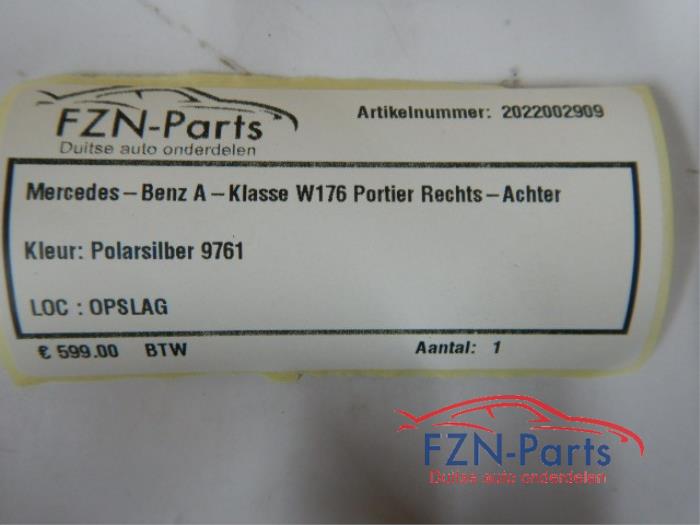 FZN-Parts
Duitse auto onderdelen
Artikelnummer: 2022002909
Mercedes-Benz A-Klasse W176 Portier Rechts-Achter
Kleur: Polarsilber 9761
LOC : OPSLAG
€ 599.00 BTW
Aantal: 1
FZN-Parts
Duitse auto onderdelen